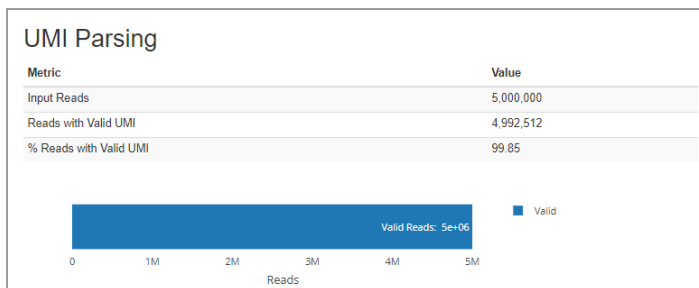 UMI Parsing
Metric Value
Input Reads 5,000,000
Reads with Valid UMI 4,992,512
% Reads with Valid UMI 99.85
Valid Reads: 5e+06 Valid
0 1M 2M 3M 4M 5M
Reads